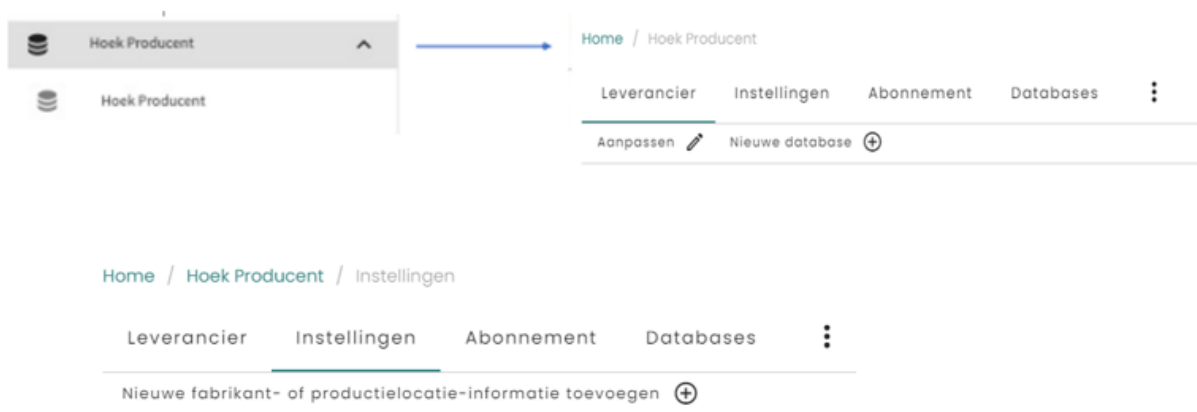 Hoek Producent
Hoek Producent
Home / Hoek Producent
Leverancier Instellingen Abonnement Databases
Aanpassen Nieuwe database
Home / Hoek Producent / Instellingen
Leverancier Instellingen Abonnement Databases
Nieuwe fabrikant- of productielocatie-informatie toevoegen